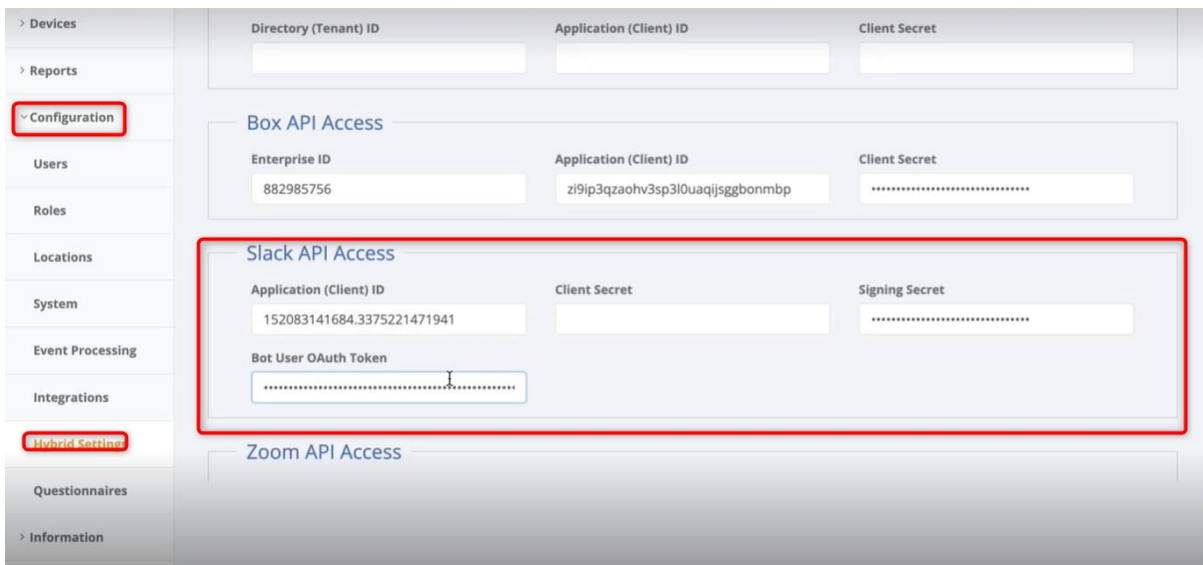 Devices
Reports
Configuration
Users
Roles
Locations
System
Event Processing
Integrations
Hybrid Settings
Questionnaires
Information
Directory (Tenant) ID Application (Client) ID Client Secret
Box API Access
Enterprise ID Application (Client) ID Client Secret
882985756 zi9ip3qzaohv3sp3l0uaqijsggbonmbp ••••••••••••••••••••••••••••••••
Slack API Access
Application (Client) ID Client Secret Signing Secret
152083141684.3375221471941 ••••••••••••••••••••••••••••••••
Bot User OAuth Token
••••••••••••••••••••••••••••••••••••••••••••••••••••
Zoom API Access